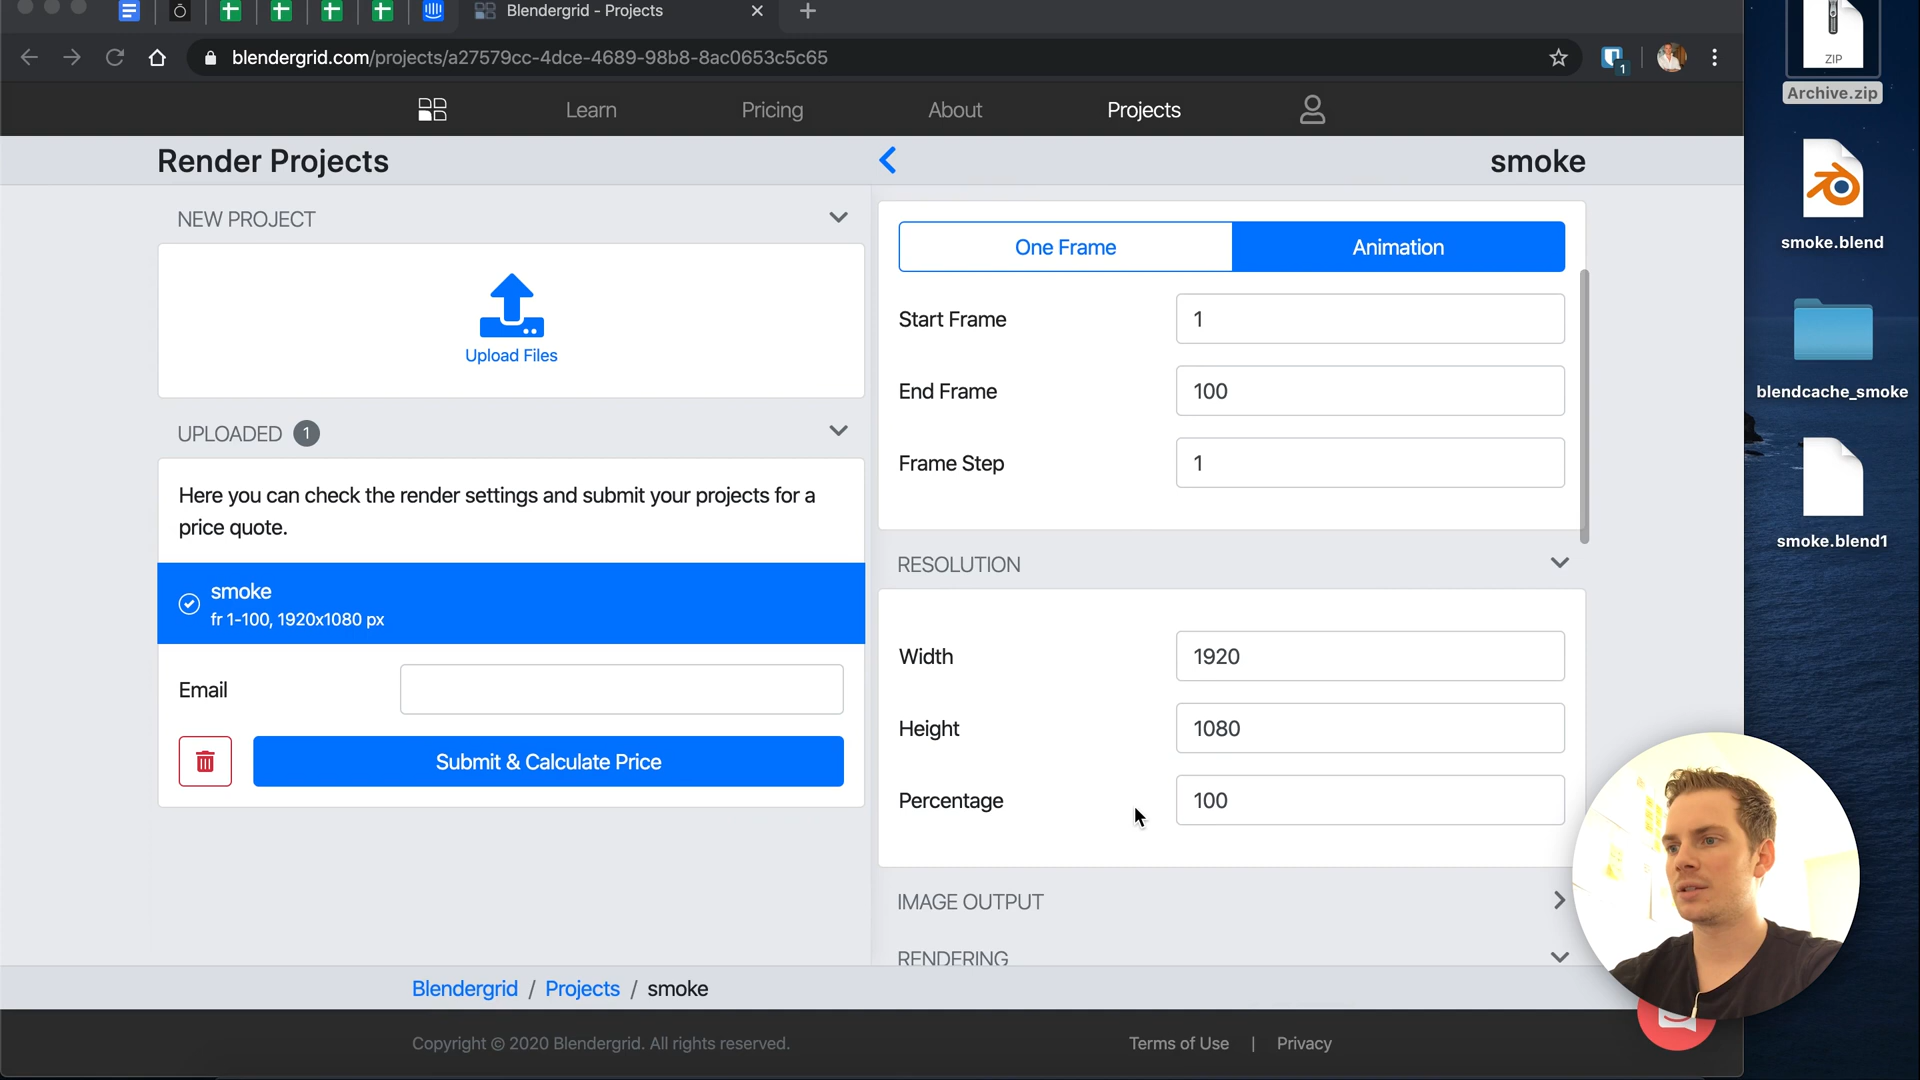 Blendergrid - Projects
blendergrid.com/projects/a27579cc-4dce-4689-98b8-8ac0653c5c65
1
Learn
Pricing
About
Projects
Render Projects
smoke
NEW PROJECT
Upload Files
UPLOADED 1
Here you can check the render settings and submit your projects for a
price quote.
smoke
fr 1-100, 1920x1080 px
Email
Submit & Calculate Price
One Frame
Animation
Start Frame 1
End Frame 100
Frame Step 1
RESOLUTION
Width 1920
Height 1080
Percentage 100
IMAGE OUTPUT
RENDERING
Blendergrid / Projects / smoke
Copyright © 2020 Blendergrid. All rights reserved.
Terms of Use | Privacy
ZIP
Archive.zip
smoke.blend
blendcache_smoke
smoke.blend1